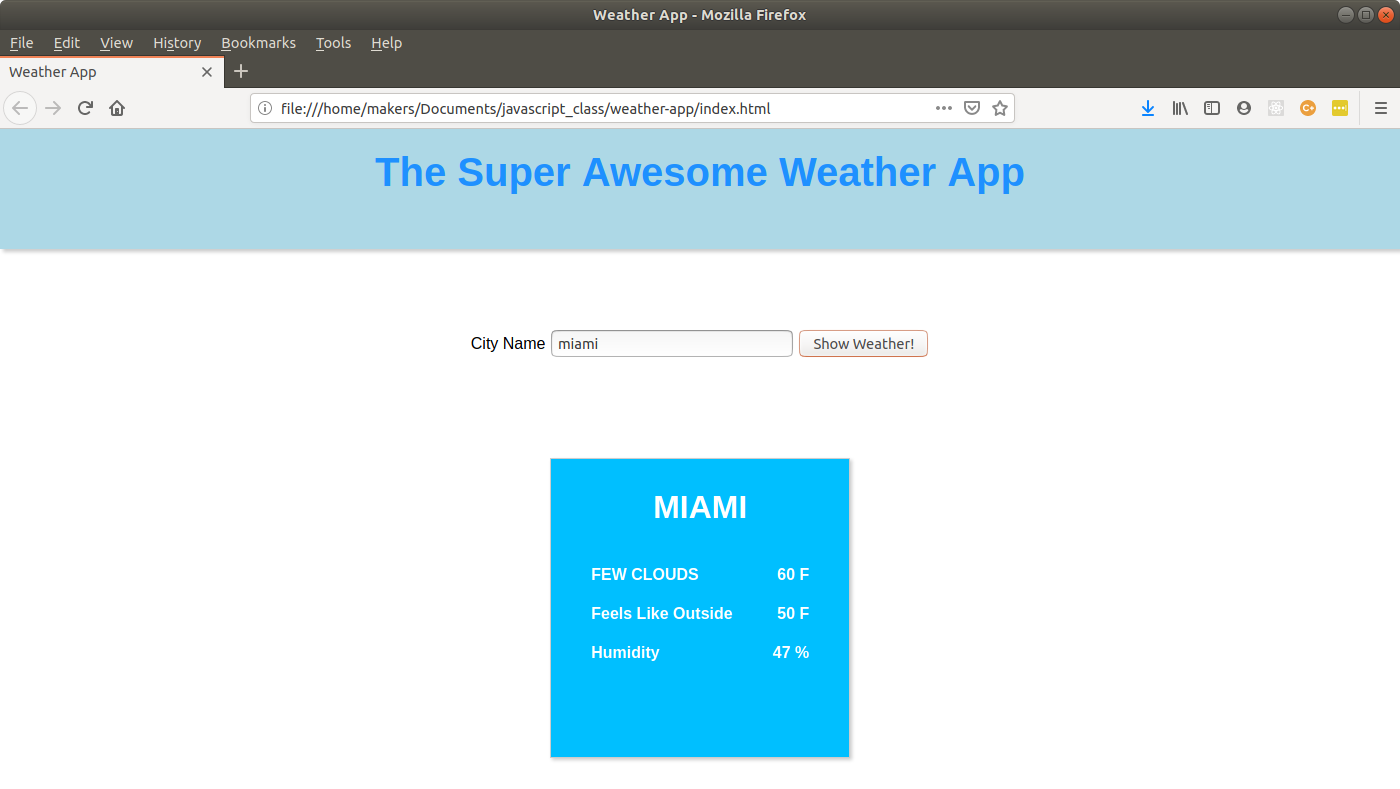 Weather App - Mozilla Firefox
File Edit View History Bookmarks Tools Help
Weather App
file:///home/makers/Documents/javascript_class/weather-app/index.html
C+
The Super Awesome Weather App
City Name miami Show Weather!
MIAMI
FEW CLOUDS 60 F
Feels Like Outside 50 F
Humidity 47 %